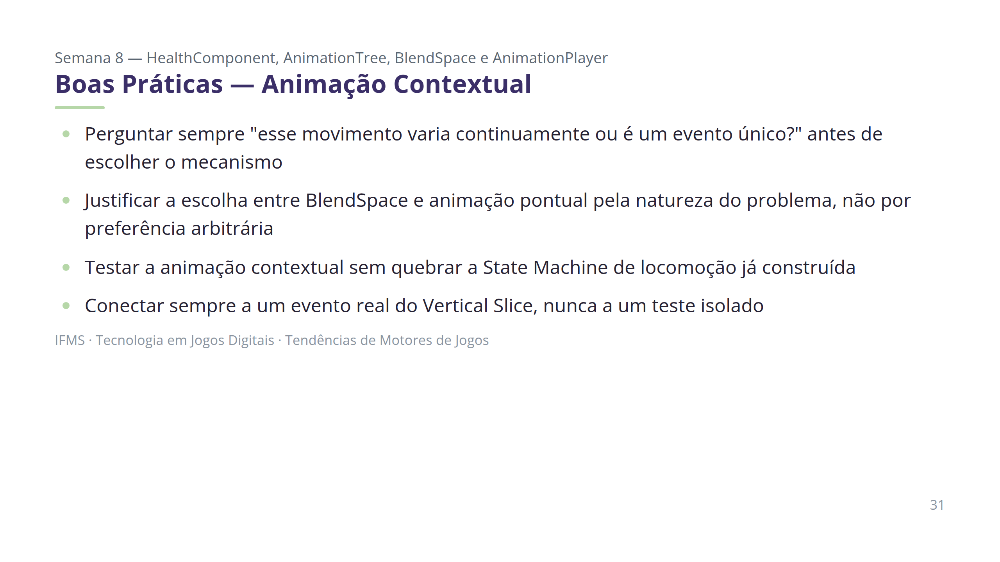 Semana 8 — HealthComponent, AnimationTree, BlendSpace e AnimationPlayer
Boas Práticas — Animação Contextual
Perguntar sempre "esse movimento varia continuamente ou é um evento único?" antes de
escolher o mecanismo
Justificar a escolha entre BlendSpace e animação pontual pela natureza do problema, não por
preferência arbitrária
Testar a animação contextual sem quebrar a State Machine de locomoção já construída
Conectar sempre a um evento real do Vertical Slice, nunca a um teste isolado
IFMS · Tecnologia em Jogos Digitais · Tendências de Motores de Jogos
31